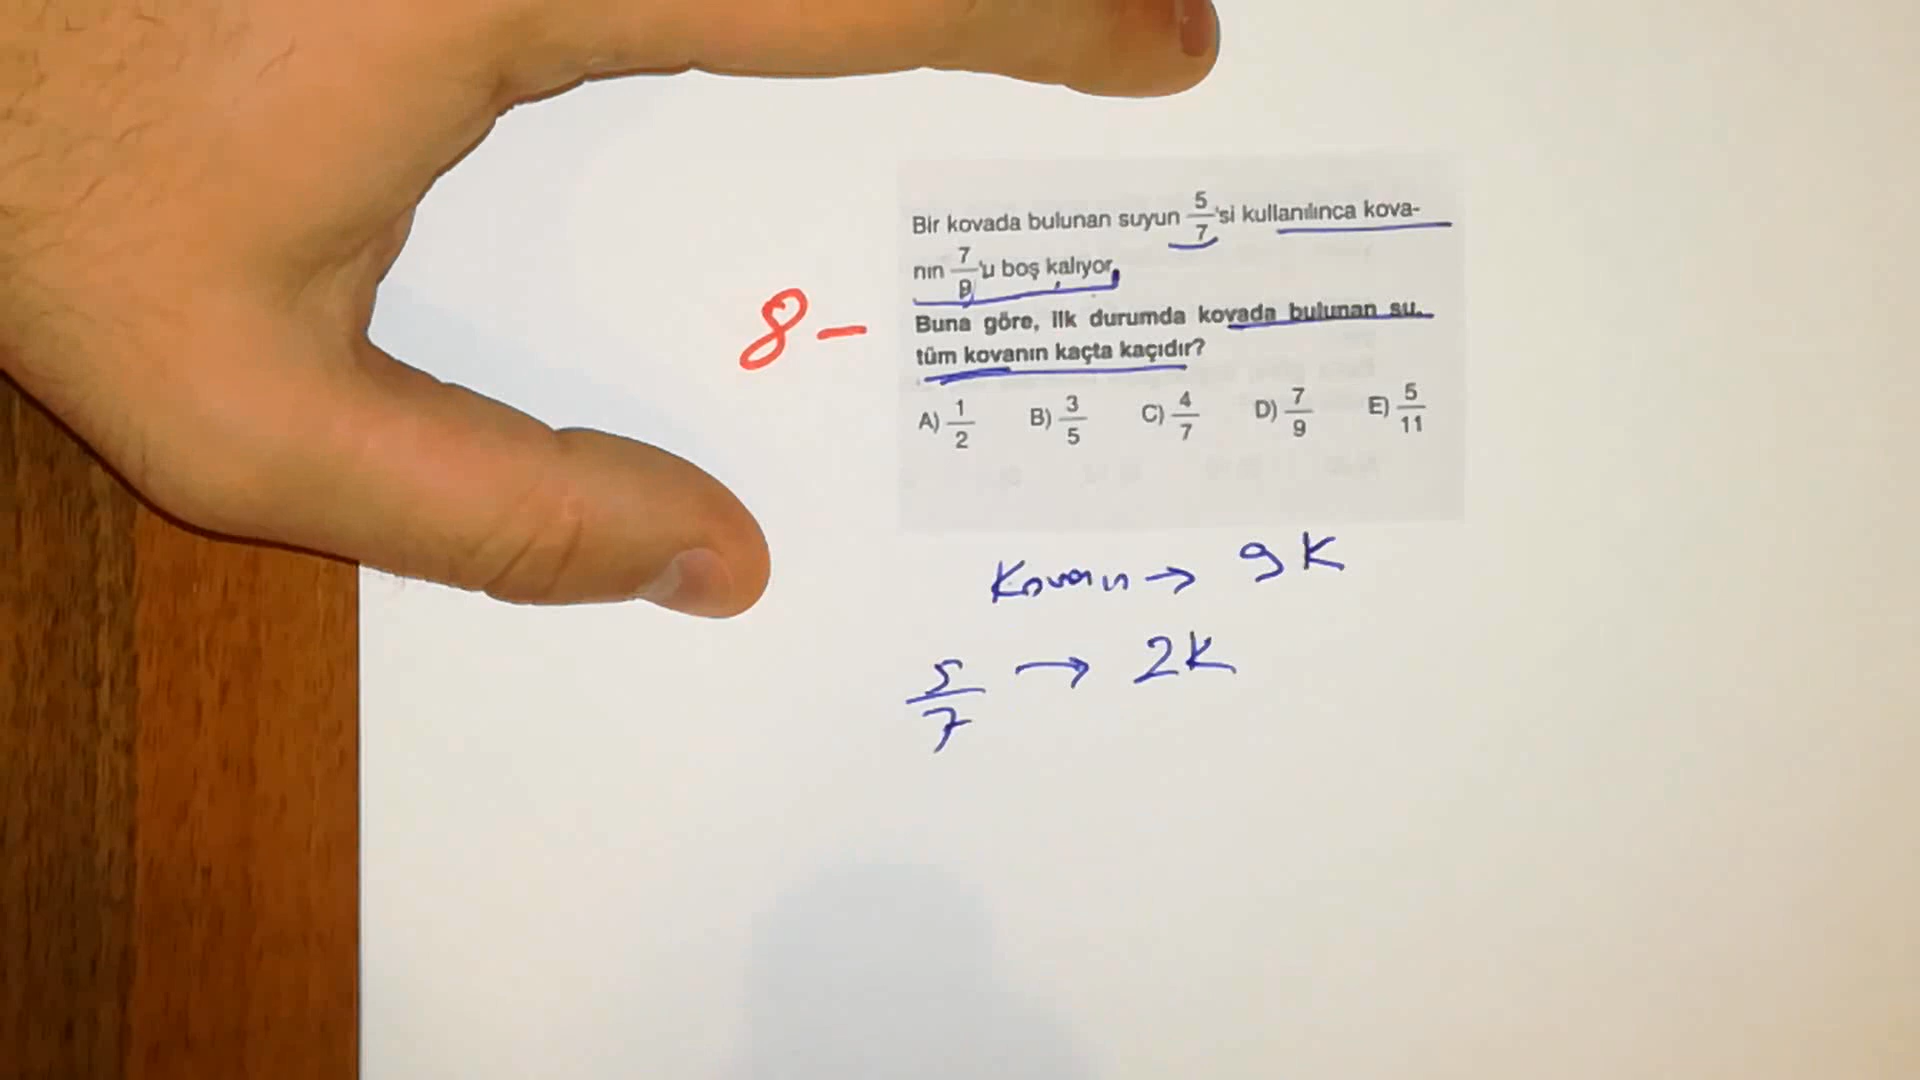 8-
Bir kovada bulunan suyun 5/7'si kullanılınca kova-
nın 7/9'u boş kalıyor.
Buna göre, ilk durumda kovada bulunan su,
tüm kovanın kaçta kaçıdır?
A) 1/2 B) 3/5 C) 4/7 D) 7/9 E) 5/11
Kovanın → 9K
5/7 → 2K